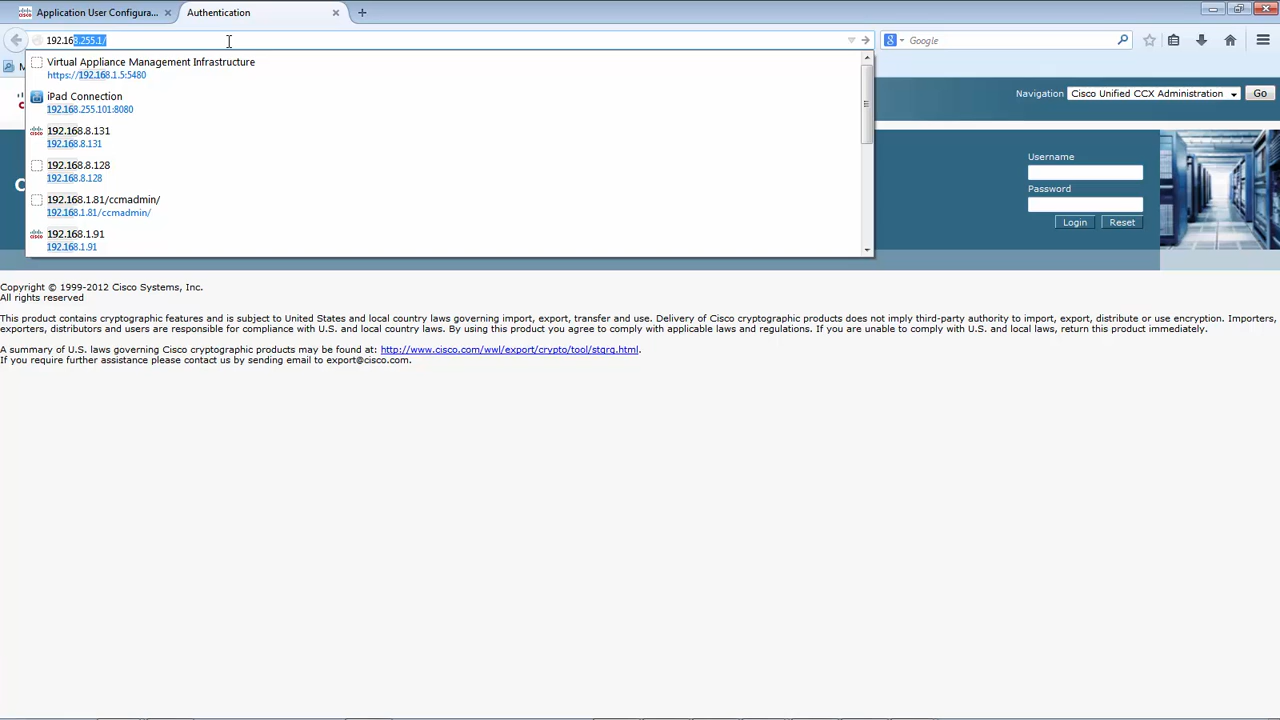 Application User Configura...
Authentication
192.168.255.1/
Google
Virtual Appliance Management Infrastructure
https://192.168.1.5:5480
iPad Connection
192.168.255.101:8080
192.168.8.131
192.168.8.131
192.168.8.128
192.168.8.128
192.168.1.81/ccmadmin/
192.168.1.81/ccmadmin/
192.168.1.91
192.168.1.91
Navigation Cisco Unified CCX Administration Go
Username
Password
Login Reset
Copyright © 1999-2012 Cisco Systems, Inc.
All rights reserved
This product contains cryptographic features and is subject to United States and local country laws governing import, export, transfer and use. Delivery of Cisco cryptographic products does not imply third-party authority to import, export, distribute or use encryption. Importers,
exporters, distributors and users are responsible for compliance with U.S. and local country laws. By using this product you agree to comply with applicable laws and regulations. If you are unable to comply with U.S. and local laws, return this product immediately.
A summary of U.S. laws governing Cisco cryptographic products may be found at: http://www.cisco.com/wwl/export/crypto/tool/stqrg.html.
If you require further assistance please contact us by sending email to export@cisco.com.